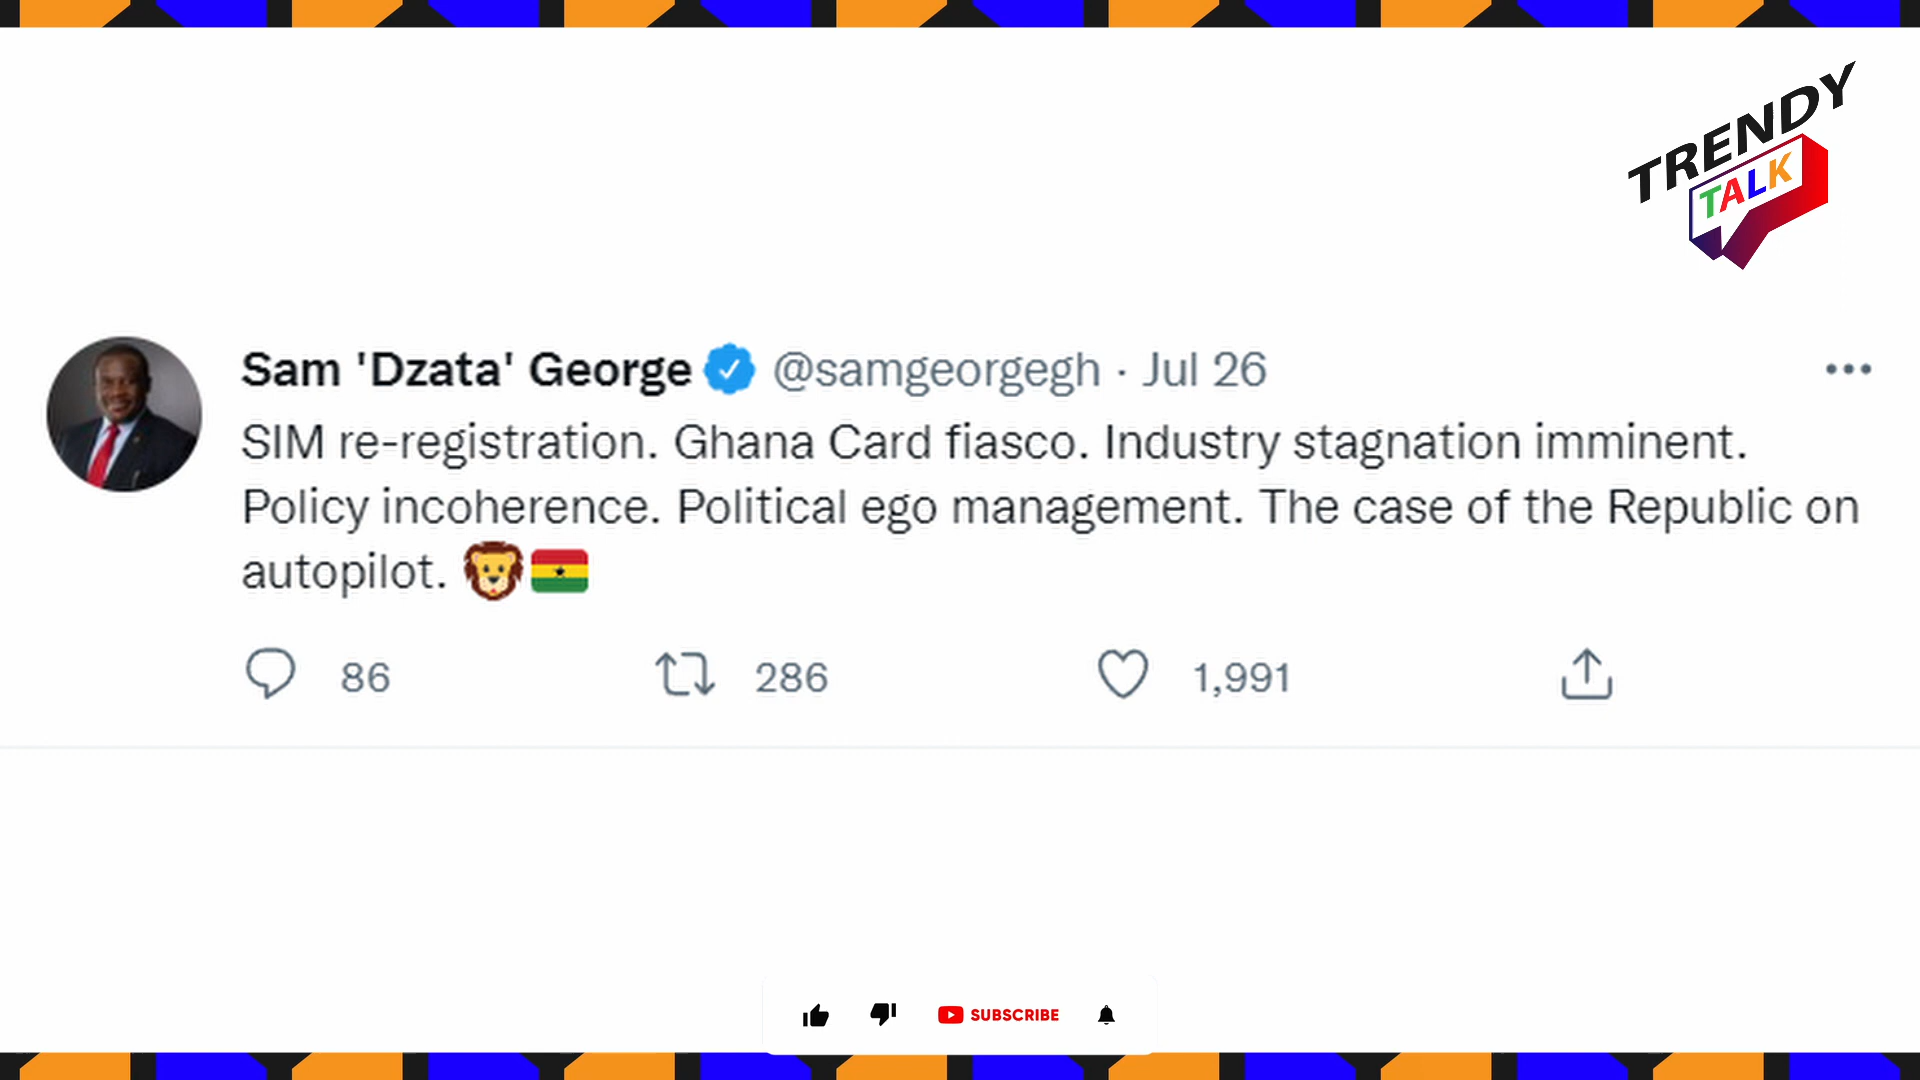 TRENDY
TALK
Sam 'Dzata' George @samgeorgegh · Jul 26
SIM re-registration. Ghana Card fiasco. Industry stagnation imminent.
Policy incoherence. Political ego management. The case of the Republic on
autopilot. 🦁🇬🇭
86 286 1,991
SUBSCRIBE